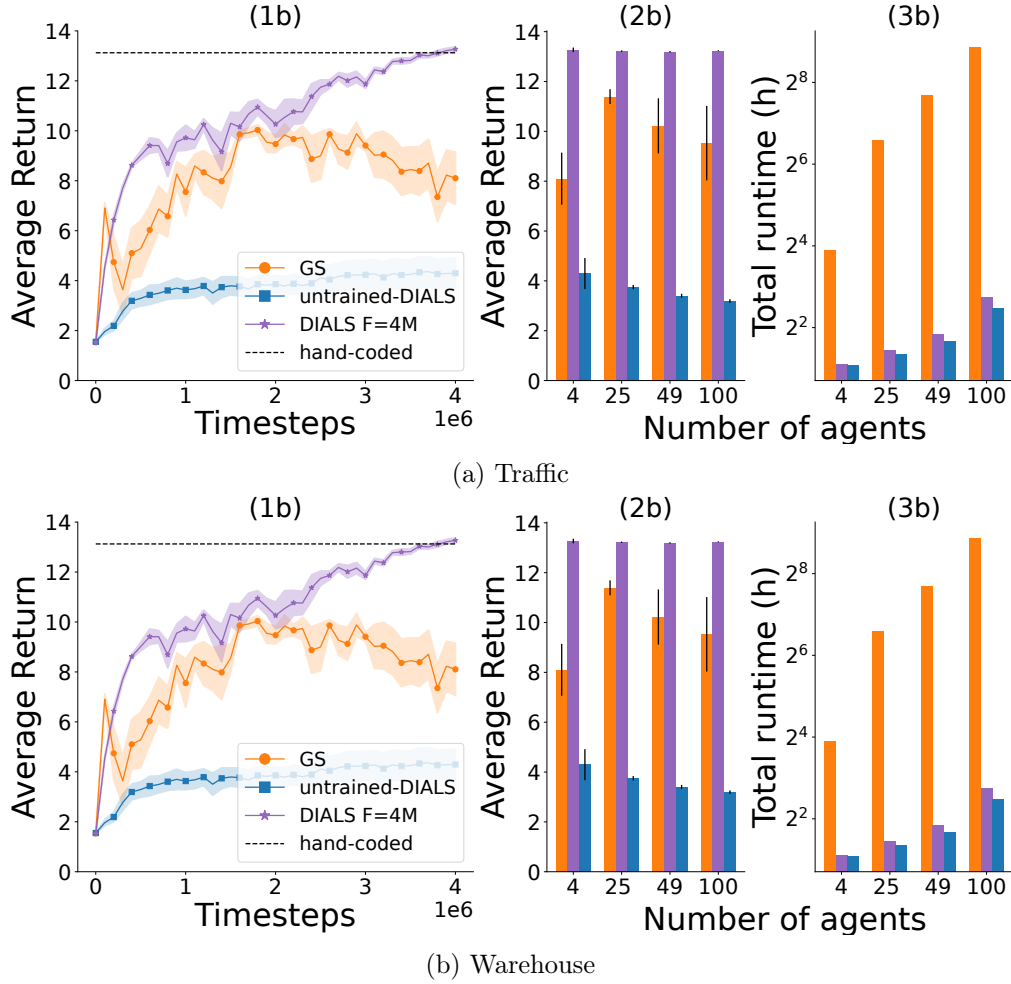 (1b) (2b) (3b)
Average Return
14
12
10
8
6
4
2
0
GS
untrained-DIALS
DIALS F=4M
hand-coded
0 1 2 3 4
1e6
Timesteps
Average Return
14
12
10
8
6
4
2
0
4 25 49 100
Total runtime (h)
2^8
2^6
2^4
2^2
4 25 49 100
Number of agents
(a) Traffic
(1b) (2b) (3b)
Average Return
14
12
10
8
6
4
2
0
GS
untrained-DIALS
DIALS F=4M
hand-coded
0 1 2 3 4
1e6
Timesteps
Average Return
14
12
10
8
6
4
2
0
4 25 49 100
Total runtime (h)
2^8
2^6
2^4
2^2
4 25 49 100
Number of agents
(b) Warehouse